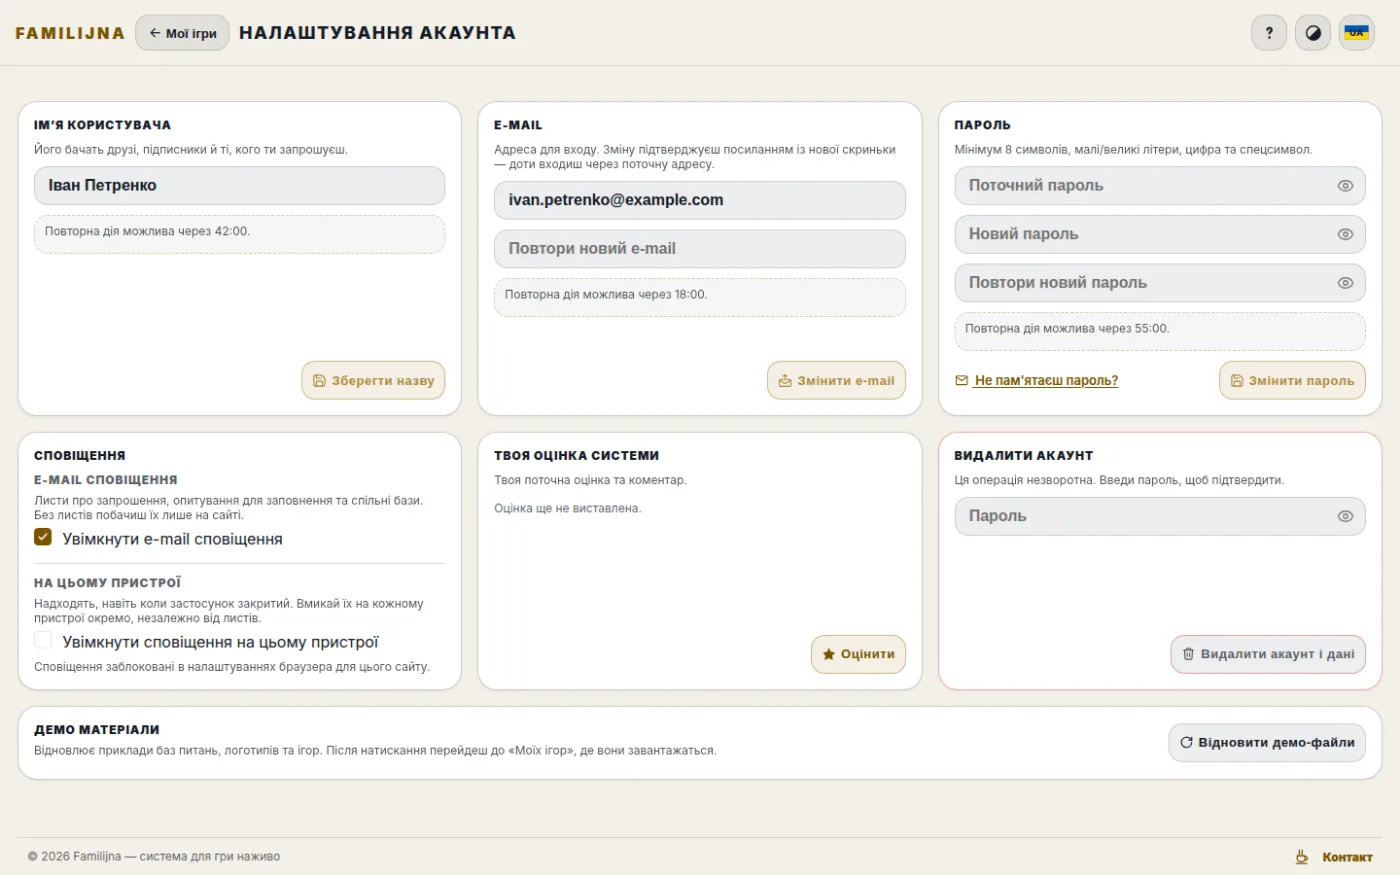 FAMILIJNA
← Мої ігри
НАЛАШТУВАННЯ АКАУНТА
?
UA
ІМ’Я КОРИСТУВАЧА
Його бачать друзі, підписники й ті, кого ти запрошуєш.
Іван Петренко
Повторна дія можлива через 42:00.
Зберегти назву
E-MAIL
Адреса для входу. Зміну підтверджуєш посиланням із нової скриньки
— доти входиш через поточну адресу.
ivan.petrenko@example.com
Повтори новий e-mail
Повторна дія можлива через 18:00.
Змінити e-mail
ПАРОЛЬ
Мінімум 8 символів, малі/великі літери, цифра та спецсимвол.
Поточний пароль
Новий пароль
Повтори новий пароль
Повторна дія можлива через 55:00.
Не пам'ятаєш пароль?
Змінити пароль
СПОВІЩЕННЯ
E-MAIL СПОВІЩЕННЯ
Листи про запрошення, опитування для заповнення та спільні бази.
Без листів побачиш їх лише на сайті.
Увімкнути e-mail сповіщення
НА ЦЬОМУ ПРИСТРОЇ
Надходять, навіть коли застосунок закритий. Вмикай їх на кожному
пристрої окремо, незалежно від листів.
Увімкнути сповіщення на цьому пристрої
Сповіщення заблоковані в налаштуваннях браузера для цього сайту.
ТВОЯ ОЦІНКА СИСТЕМИ
Твоя поточна оцінка та коментар.
Оцінка ще не виставлена.
Оцінити
ВИДАЛИТИ АКАУНТ
Ця операція незворотна. Введи пароль, щоб підтвердити.
Пароль
Видалити акаунт і дані
ДЕМО МАТЕРІАЛИ
Відновлює приклади баз питань, логотипів та ігор. Після натискання перейдеш до «Моїх ігор», де вони завантажаться.
Відновити демо-файли
© 2026 Familijna — система для гри наживо
Контакт